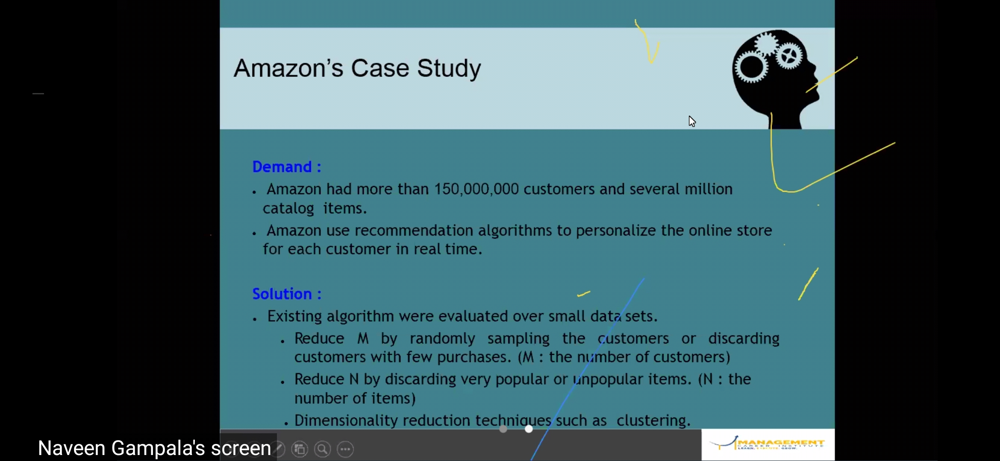 Amazon's Case Study
Demand :
• Amazon had more than 150,000,000 customers and several million
catalog items.
• Amazon use recommendation algorithms to personalize the online store
for each customer in real time.
Solution :
• Existing algorithm were evaluated over small data sets.
• Reduce M by randomly sampling the customers or discarding
customers with few purchases. (M : the number of customers)
• Reduce N by discarding very popular or unpopular items. (N : the
number of items)
• Dimensionality reduction techniques such as clustering.
Naveen Gampala's screen
MANAGEMENT
CAREER INSTITUTE
LEARN. GROW.